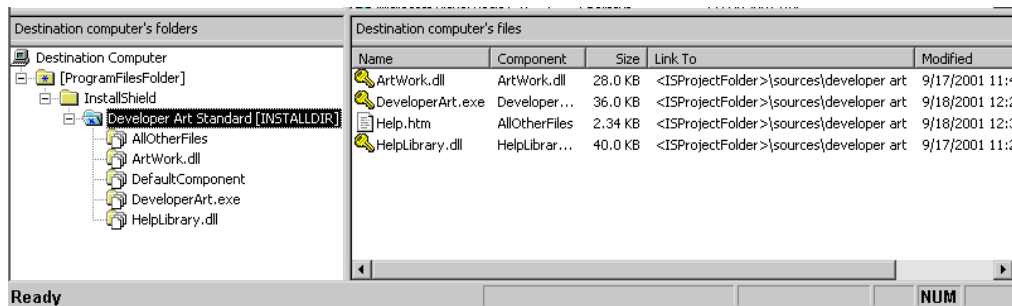 Destination computer's folders
Destination Computer
[ProgramFilesFolder]
InstallShield
Developer Art Standard [INSTALLDIR]
AllOtherFiles
ArtWork.dll
DefaultComponent
DeveloperArt.exe
HelpLibrary.dll
Destination computer's files
Name Component Size Link To Modified
ArtWork.dll ArtWork.dll 28.0 KB <ISProjectFolder>\sources\developer art 9/17/2001 11:4
DeveloperArt.exe Developer... 36.0 KB <ISProjectFolder>\sources\developer art 9/18/2001 12:2
Help.htm AllOtherFiles 2.34 KB <ISProjectFolder>\sources\developer art 9/18/2001 12:3
HelpLibrary.dll HelpLibrar... 40.0 KB <ISProjectFolder>\sources\developer art 9/17/2001 11:2
Ready NUM